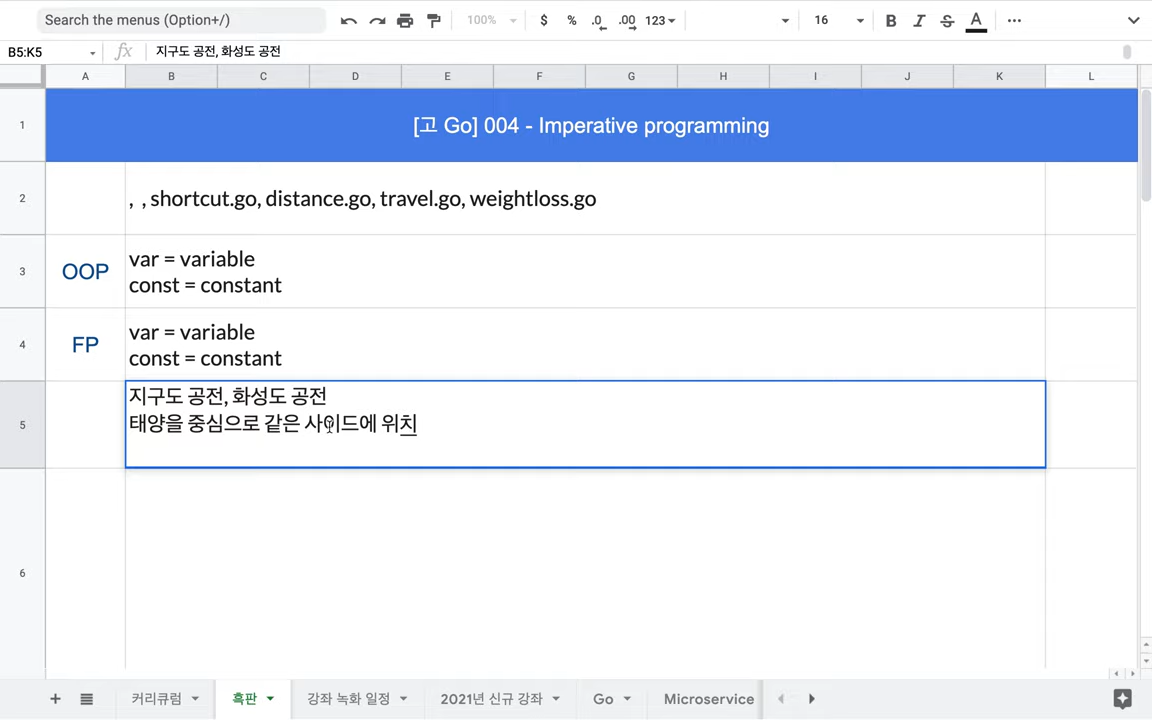 Search the menus (Option+/)
100%
$ % .0 .00 123
16 B I S A ...
B5:K5 fx 지구도 공전, 화성도 공전
A B C D E F G H I J K L
1 [고 Go] 004 - Imperative programming
2 , , shortcut.go, distance.go, travel.go, weightloss.go
3 OOP var = variable
const = constant
4 FP var = variable
const = constant
5 지구도 공전, 화성도 공전
태양을 중심으로 같은 사이드에 위치
6
+ 커리큐럼 흑판 강좌 녹화 일정 2021년 신규 강좌 Go Microservice